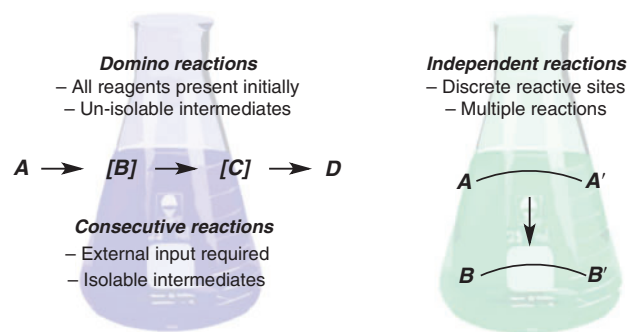 Domino reactions
– All reagents present initially
– Un-isolable intermediates
A [B] [C] D
Consecutive reactions
– External input required
– Isolable intermediates
Independent reactions
– Discrete reactive sites
– Multiple reactions
A A′
B B′